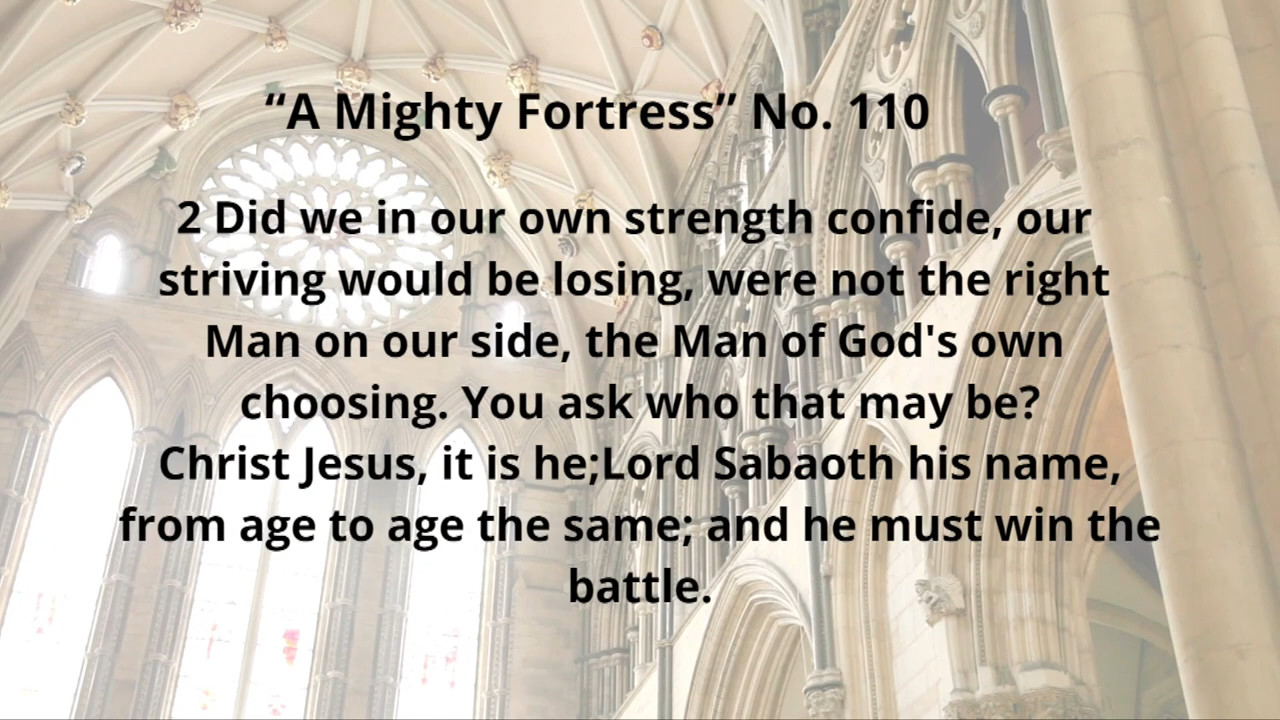 “A Mighty Fortress” No. 110
2 Did we in our own strength confide, our
striving would be losing, were not the right
Man on our side, the Man of God's own
choosing. You ask who that may be?
Christ Jesus, it is he;Lord Sabaoth his name,
from age to age the same; and he must win the
battle.